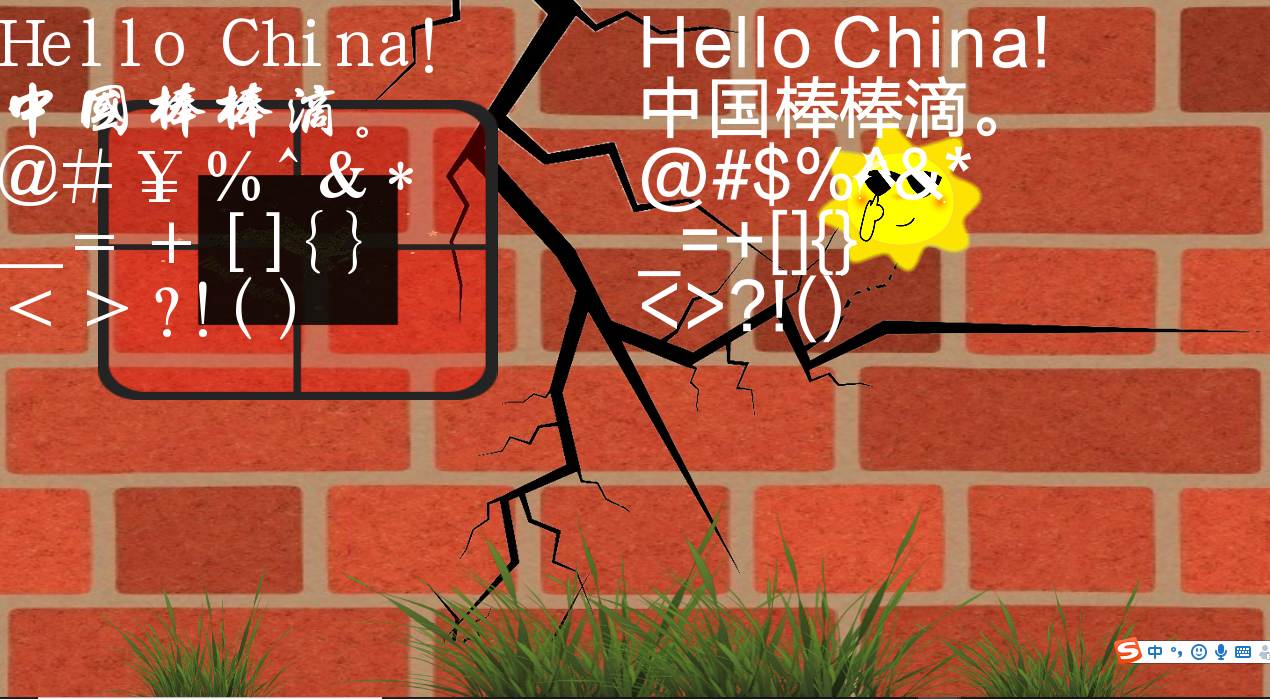 Hello China!
中國棒棒滴。
@#￥%^&*
_=+[]{}
<>?!()
Hello China!
中国棒棒滴。
@#$%^&*
_=+[]{}
<>?!()
中